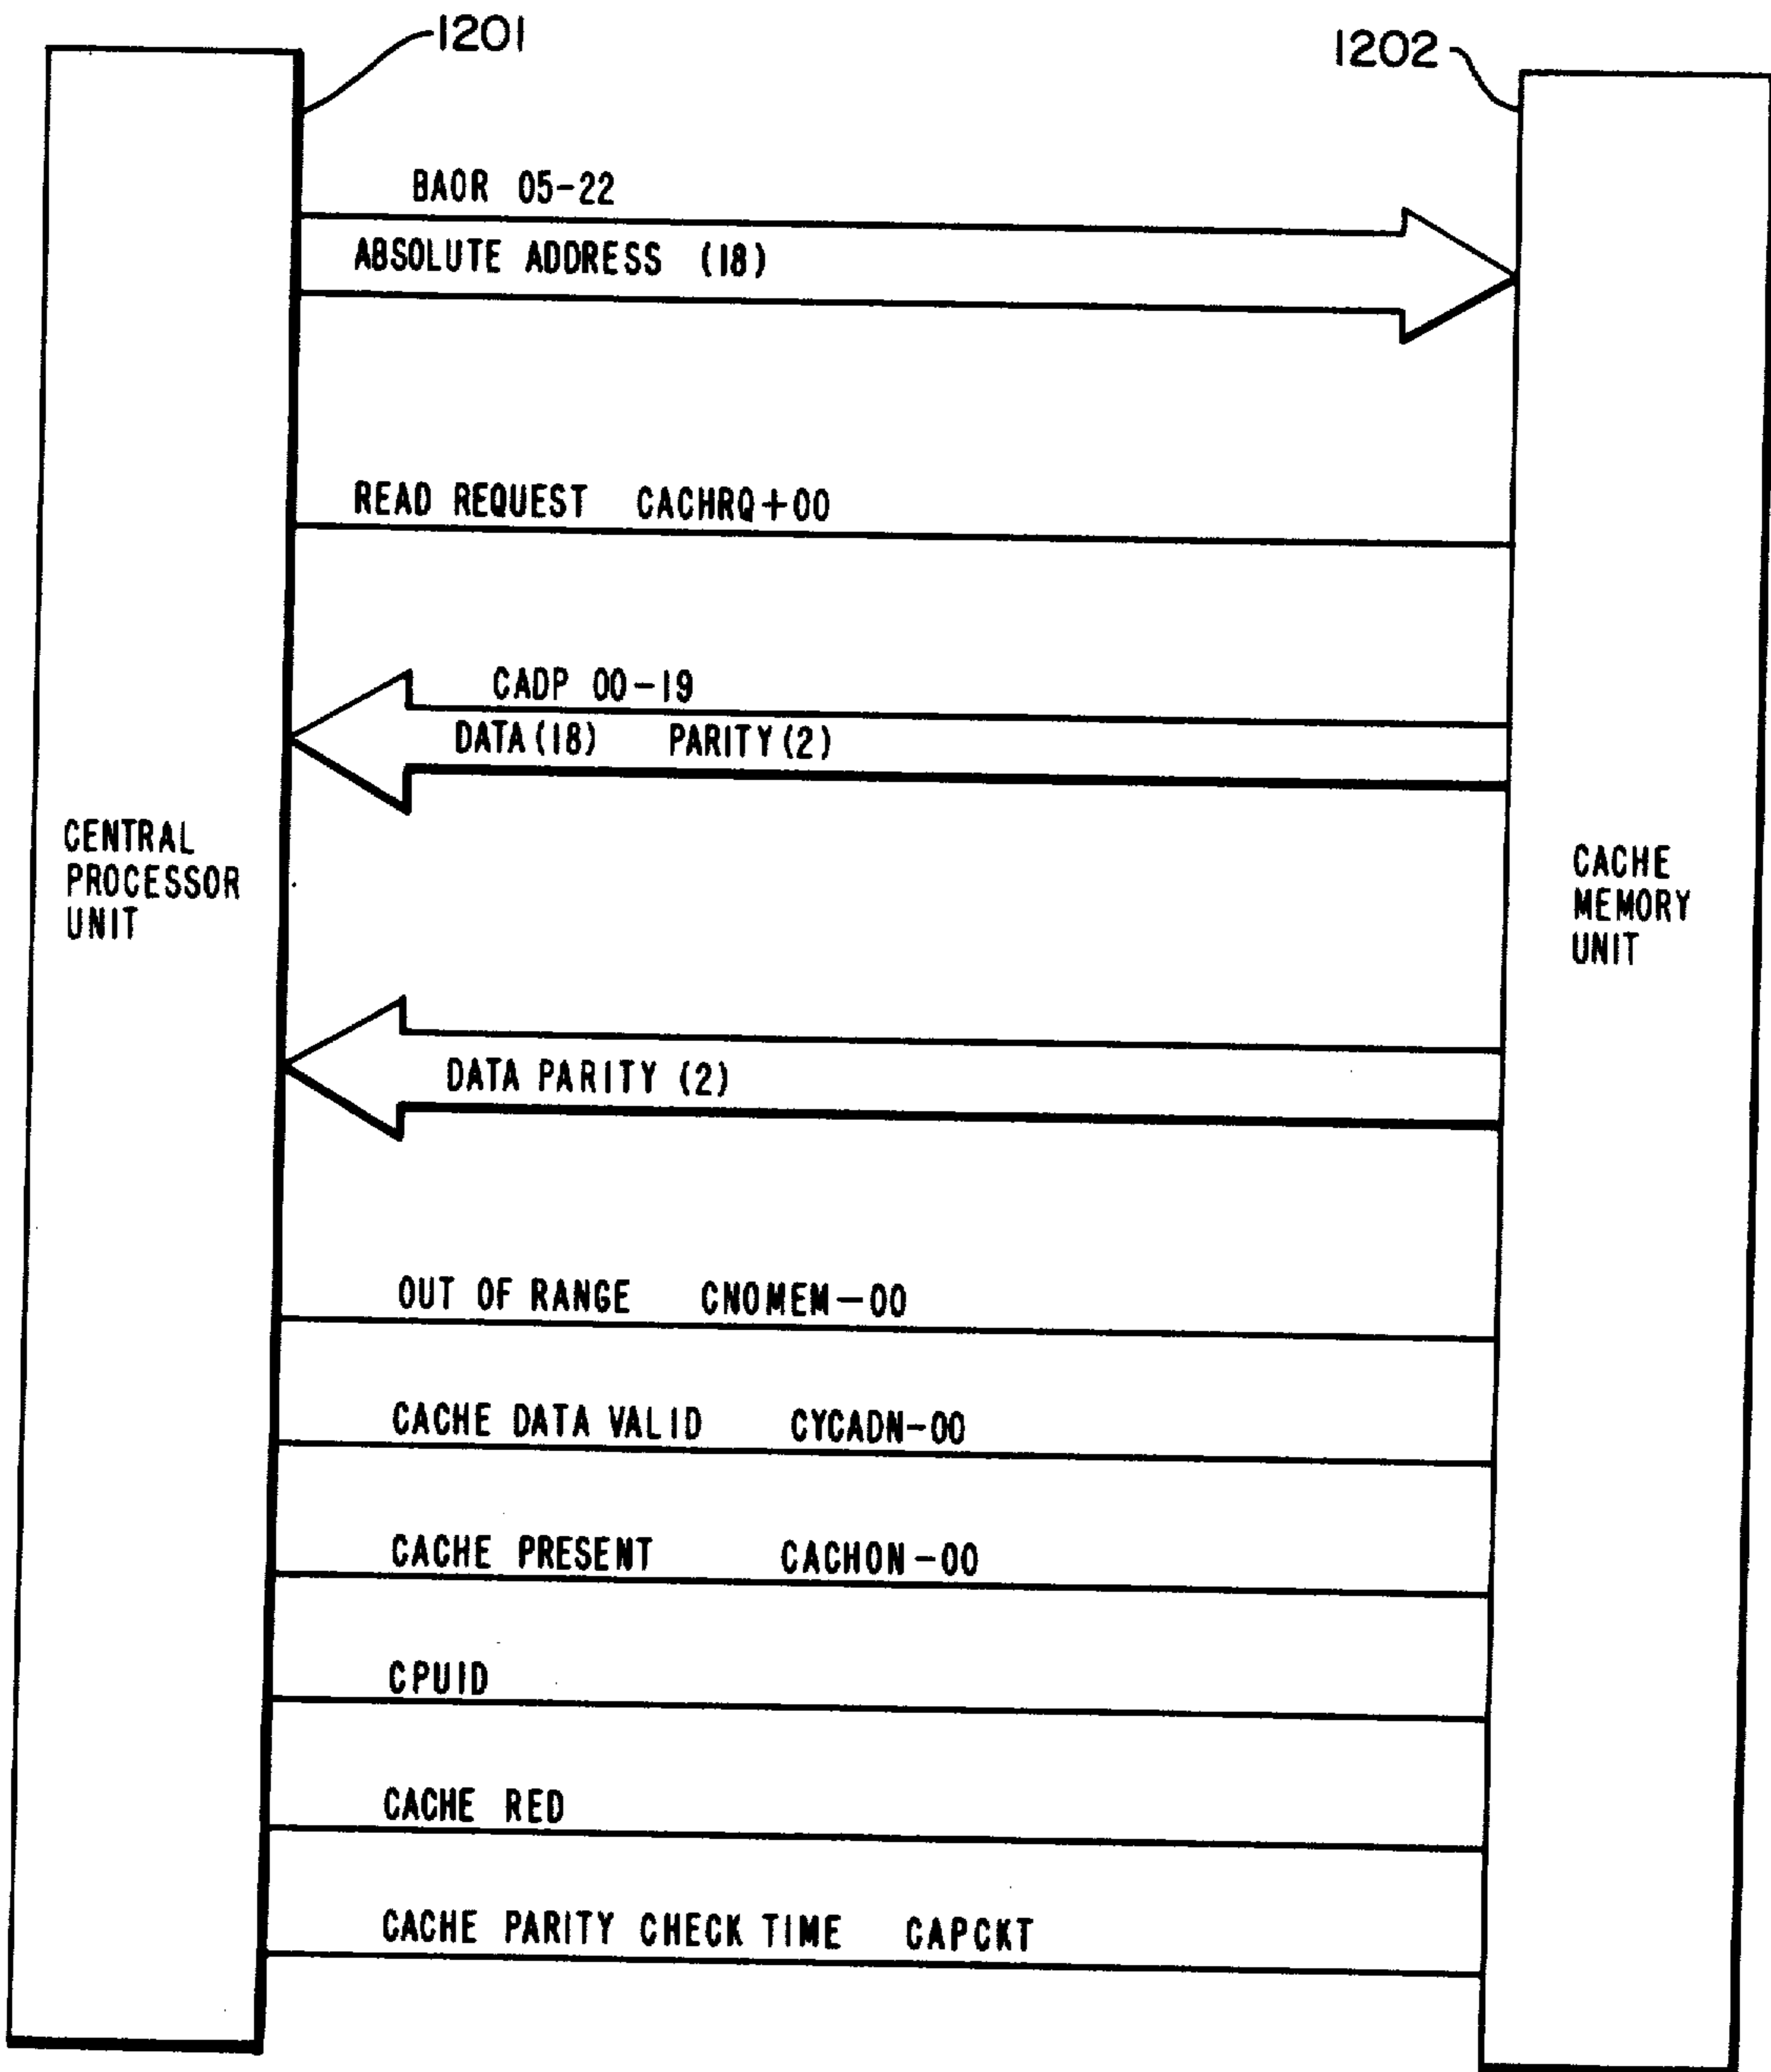 1201
1202
BAOR 05-22
ABSOLUTE ADDRESS (18)
READ REQUEST CACHRQ+00
CADP 00-19
DATA(18) PARITY(2)
CENTRAL
PROCESSOR
UNIT
CACHE
MEMORY
UNIT
DATA PARITY (2)
OUT OF RANGE CNOMEM-00
CACHE DATA VALID CYCADN-00
CACHE PRESENT CACHON-00
CPUID
CACHE RED
CACHE PARITY CHECK TIME CAPCKT